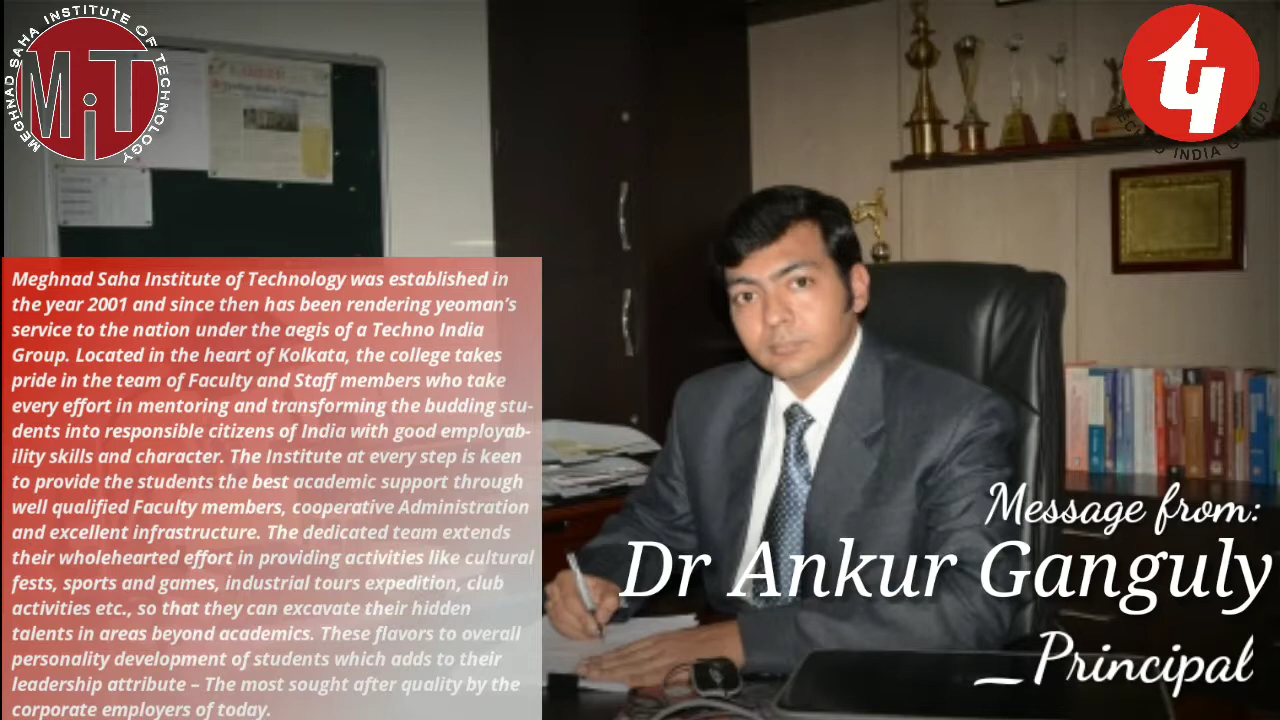 MEGHNAD SAHA INSTITUTE OF TECHNOLOGY
MiT
TECHNO INDIA GROUP
Meghnad Saha Institute of Technology was established in
the year 2001 and since then has been rendering yeoman’s
service to the nation under the aegis of a Techno India
Group. Located in the heart of Kolkata, the college takes
pride in the team of Faculty and Staff members who take
every effort in mentoring and transforming the budding stu-
dents into responsible citizens of India with good employab-
ility skills and character. The Institute at every step is keen
to provide the students the best academic support through
well qualified Faculty members, cooperative Administration
and excellent infrastructure. The dedicated team extends
their wholehearted effort in providing activities like cultural
fests, sports and games, industrial tours expedition, club
activities etc., so that they can excavate their hidden
talents in areas beyond academics. These flavors to overall
personality development of students which adds to their
leadership attribute – The most sought after quality by the
corporate employers of today.
Message from:
Dr Ankur Ganguly
_Principal